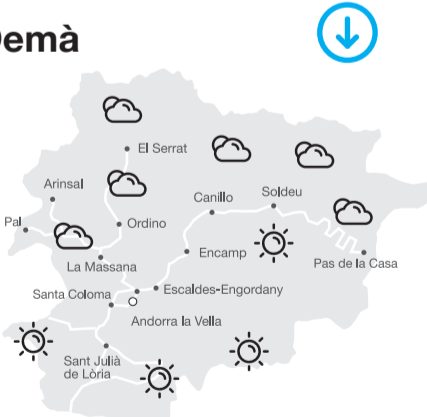 Demà
El Serrat
Arinsal
Canillo
Soldeu
Pal
Ordino
Encamp
La Massana
Pas de la Casa
Santa Coloma
Escaldes-Engordany
Andorra la Vella
Sant Julià
de Lòria